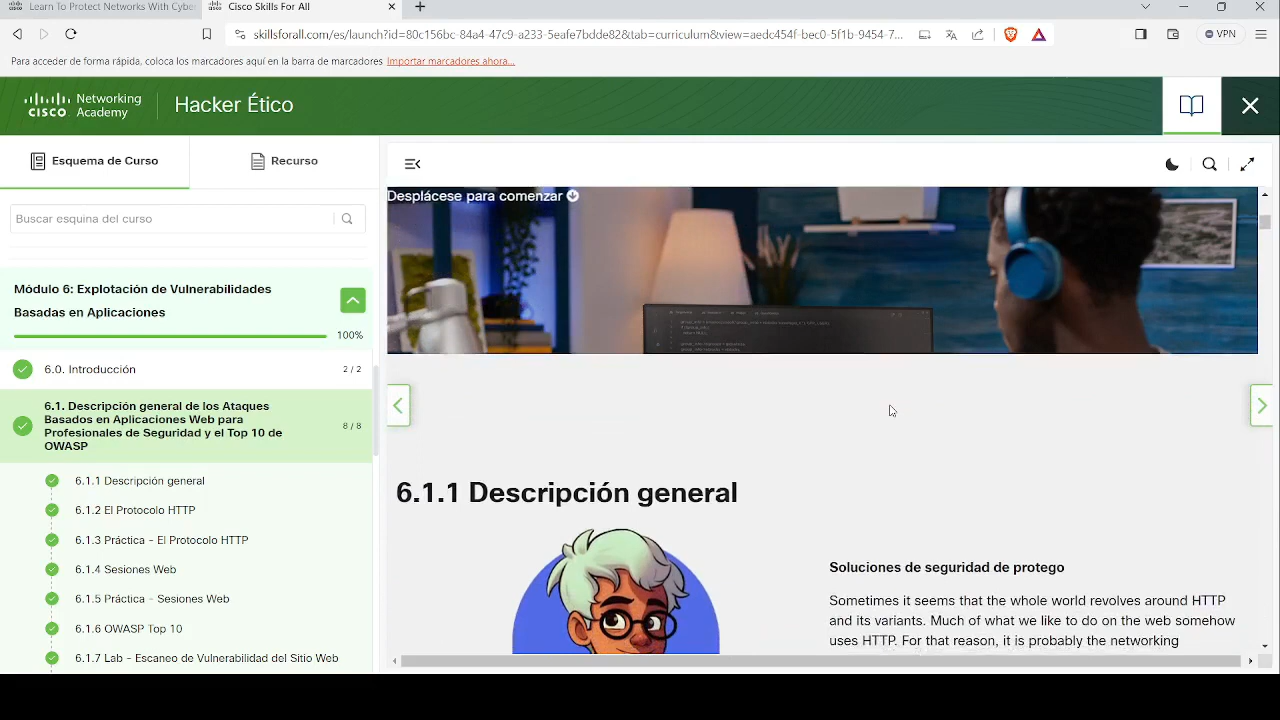 Learn To Protect Networks With Cybe
Cisco Skills For All
skillsforall.com/es/launch?id=80c156bc-84a4-47c9-a233-5eafe7bdde82&tab=curriculum&view=aedc454f-bec0-5f1b-9454-7...
VPN
Para acceder de forma rápida, coloca los marcadores aquí en la barra de marcadores Importar marcadores ahora...
CISCO Networking Academy
Hacker Ético
Esquema de Curso
Recurso
Buscar esquina del curso
Módulo 6: Explotación de Vulnerabilidades
Basadas en Aplicaciones
100%
6.0. Introducción 2 / 2
6.1. Descripción general de los Ataques
Basados en Aplicaciones Web para
Profesionales de Seguridad y el Top 10 de
OWASP
8 / 8
6.1.1 Descripción general
6.1.2 El Protocolo HTTP
6.1.3 Práctica - El Protocolo HTTP
6.1.4 Sesiones Web
6.1.5 Práctica - Sesiones Web
6.1.6 OWASP Top 10
6.1.7 Lab - Escaneo de Vulnerabilidad del Sitio Web
Desplácese para comenzar
6.1.1 Descripción general
Soluciones de seguridad de protego
Sometimes it seems that the whole world revolves around HTTP
and its variants. Much of what we like to do on the web somehow
uses HTTP. For that reason, it is probably the networking